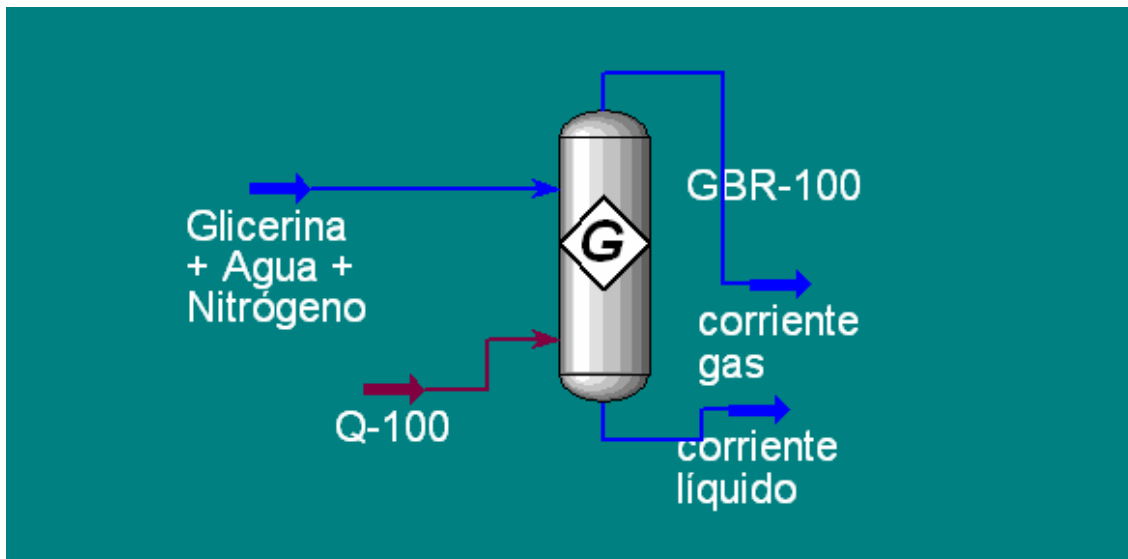 GBR-100
Glicerina
+ Agua +
Nitrógeno
G
corriente
gas
Q-100
corriente
líquido